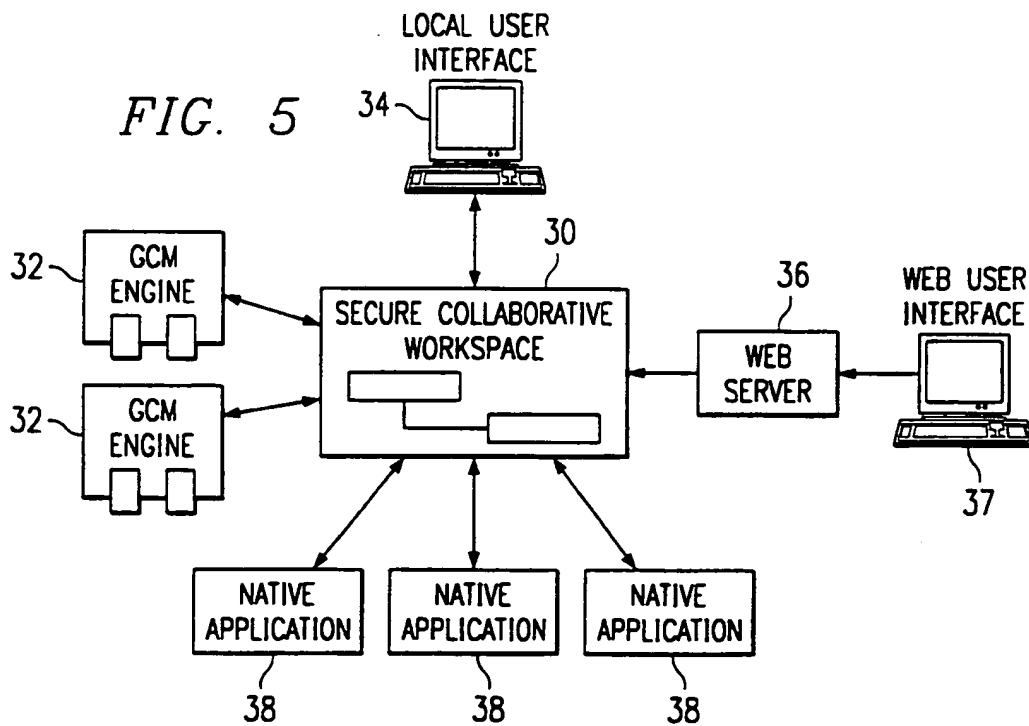 LOCAL USER
INTERFACE
FIG. 5
34
30
32
GCM
ENGINE
SECURE COLLABORATIVE
WORKSPACE
36
WEB USER
INTERFACE
WEB
SERVER
32
GCM
ENGINE
37
NATIVE
APPLICATION
NATIVE
APPLICATION
NATIVE
APPLICATION
38
38
38